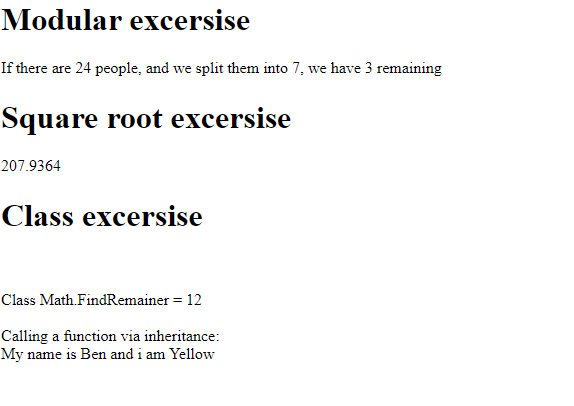 Modular excersise
If there are 24 people, and we split them into 7, we have 3 remaining
Square root excersise
207.9364
Class excersise
Class Math.FindRemainer = 12
Calling a function via inheritance:
My name is Ben and i am Yellow